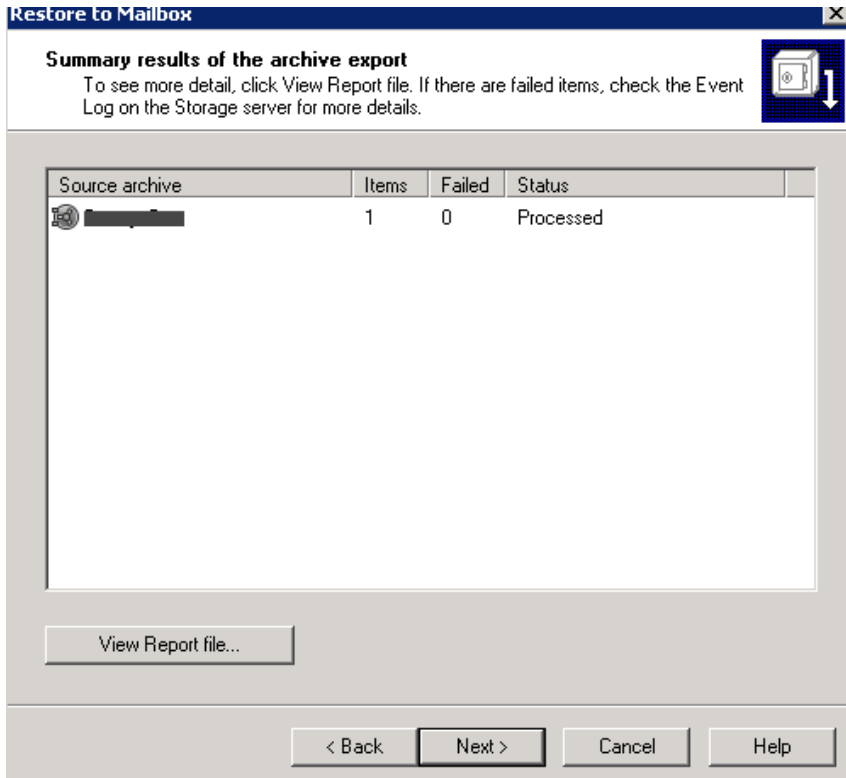 Restore to Mailbox
Summary results of the archive export
To see more detail, click View Report file. If there are failed items, check the Event
Log on the Storage server for more details.
Source archive Items Failed Status
1 0 Processed
View Report file...
< Back Next > Cancel Help